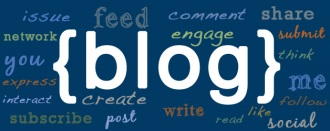 issue feed comment share
network engage submit
you {blog} think
express me
interact create follow
subscribe post write read like social